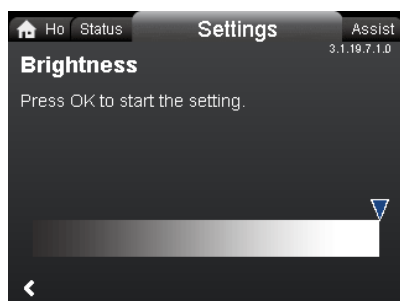 Ho Status Settings Assist
3.1.19.7.1.0
Brightness
Press OK to start the setting.